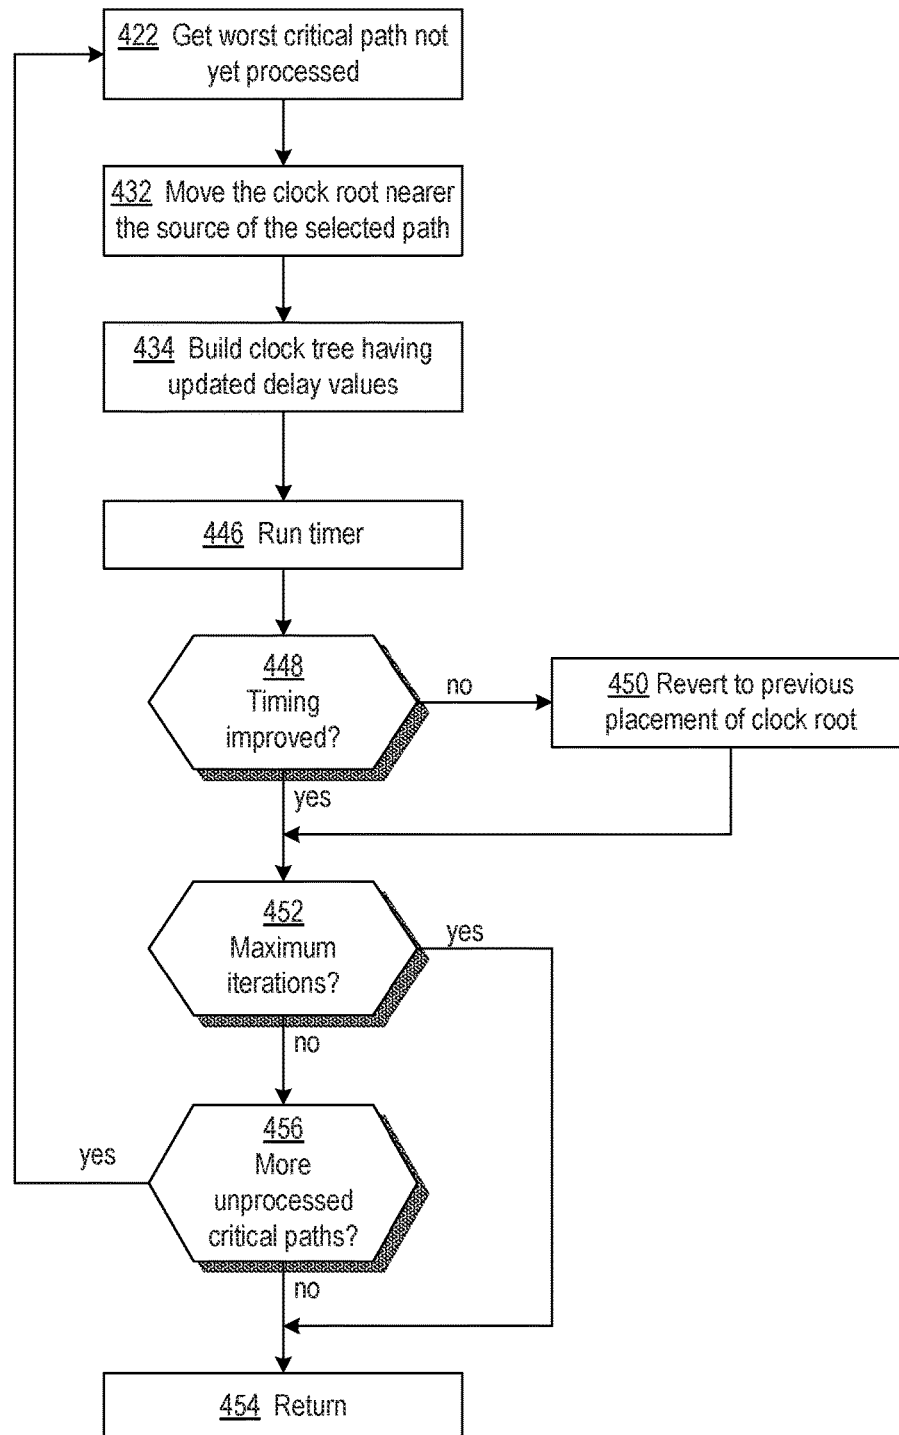 422 Get worst critical path not
yet processed
432 Move the clock root nearer
the source of the selected path
434 Build clock tree having
updated delay values
446 Run timer
448
Timing
improved?
no
450 Revert to previous
placement of clock root
yes
452
Maximum
iterations?
yes
no
456
More
unprocessed
critical paths?
yes
no
454 Return